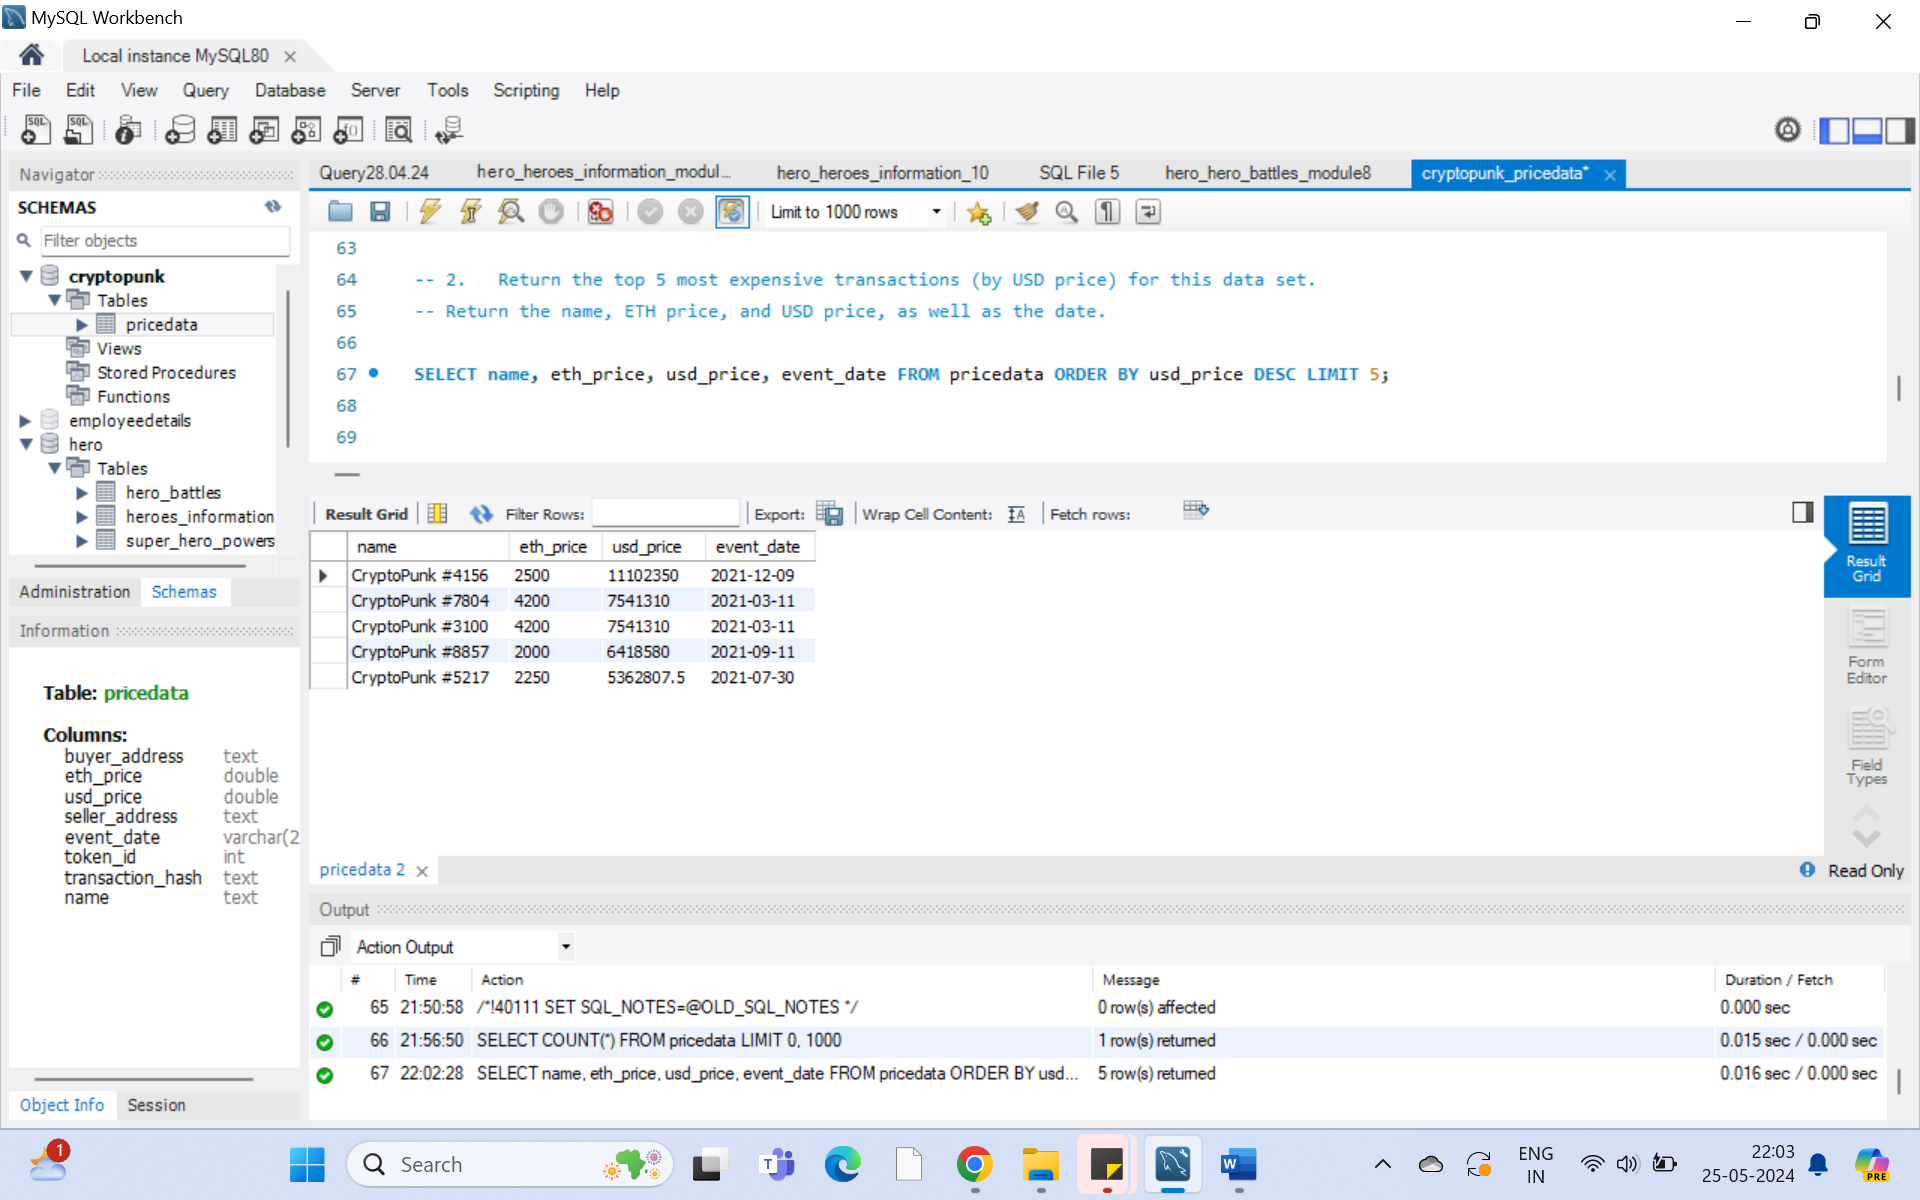 MySQL Workbench
Local instance MySQL80
File Edit View Query Database Server Tools Scripting Help
Navigator
SCHEMAS
Filter objects
cryptopunk
Tables
pricedata
Views
Stored Procedures
Functions
employeedetails
hero
Tables
hero_battles
heroes_information
super_hero_powers
Administration Schemas
Information
Table: pricedata
Columns:
buyer_address text
eth_price double
usd_price double
seller_address text
event_date varchar(2
token_id int
transaction_hash text
name text
Object Info Session
Query28.04.24 hero_heroes_information_modul... hero_heroes_information_10 SQL File 5 hero_hero_battles_module8 cryptopunk_pricedata*
Limit to 1000 rows
63
64 -- 2. Return the top 5 most expensive transactions (by USD price) for this data set.
65 -- Return the name, ETH price, and USD price, as well as the date.
66
67 SELECT name, eth_price, usd_price, event_date FROM pricedata ORDER BY usd_price DESC LIMIT 5;
68
69
Result Grid Filter Rows: Export: Wrap Cell Content: Fetch rows:
name eth_price usd_price event_date
CryptoPunk #4156 2500 11102350 2021-12-09
CryptoPunk #7804 4200 7541310 2021-03-11
CryptoPunk #3100 4200 7541310 2021-03-11
CryptoPunk #8857 2000 6418580 2021-09-11
CryptoPunk #5217 2250 5362807.5 2021-07-30
Result
Grid
Form
Editor
Field
Types
pricedata 2
Read Only
Output
Action Output
# Time Action Message Duration / Fetch
65 21:50:58 /*!40111 SET SQL_NOTES=@OLD_SQL_NOTES */ 0 row(s) affected 0.000 sec
66 21:56:50 SELECT COUNT(*) FROM pricedata LIMIT 0, 1000 1 row(s) returned 0.015 sec / 0.000 sec
67 22:02:28 SELECT name, eth_price, usd_price, event_date FROM pricedata ORDER BY usd... 5 row(s) returned 0.016 sec / 0.000 sec
1
Search
ENG
IN
22:03
25-05-2024
PRE